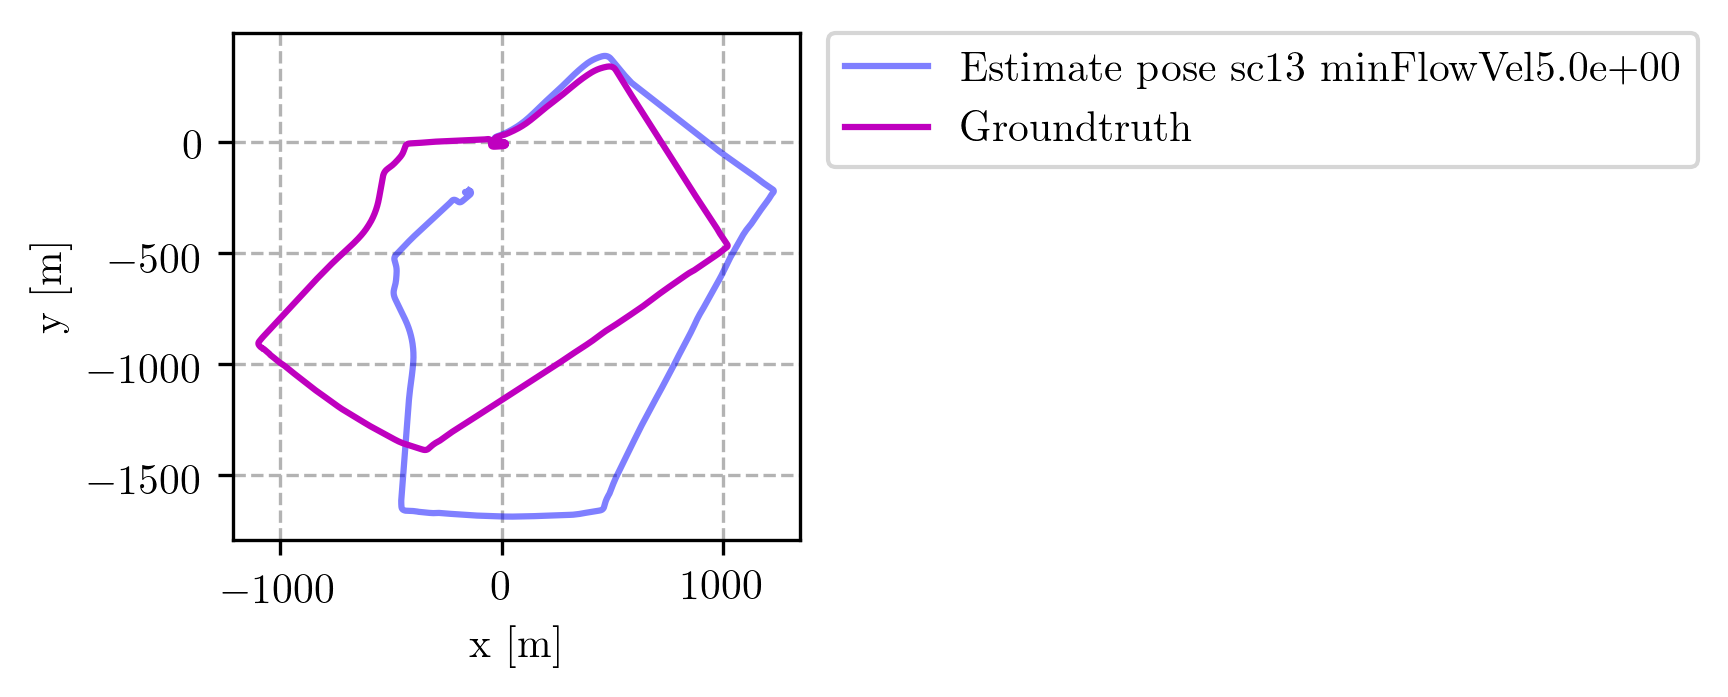 Estimate pose sc13 minFlowVel5.0e+00
Groundtruth
0
−500
−1000
−1500
y [m]
−1000
0
1000
x [m]